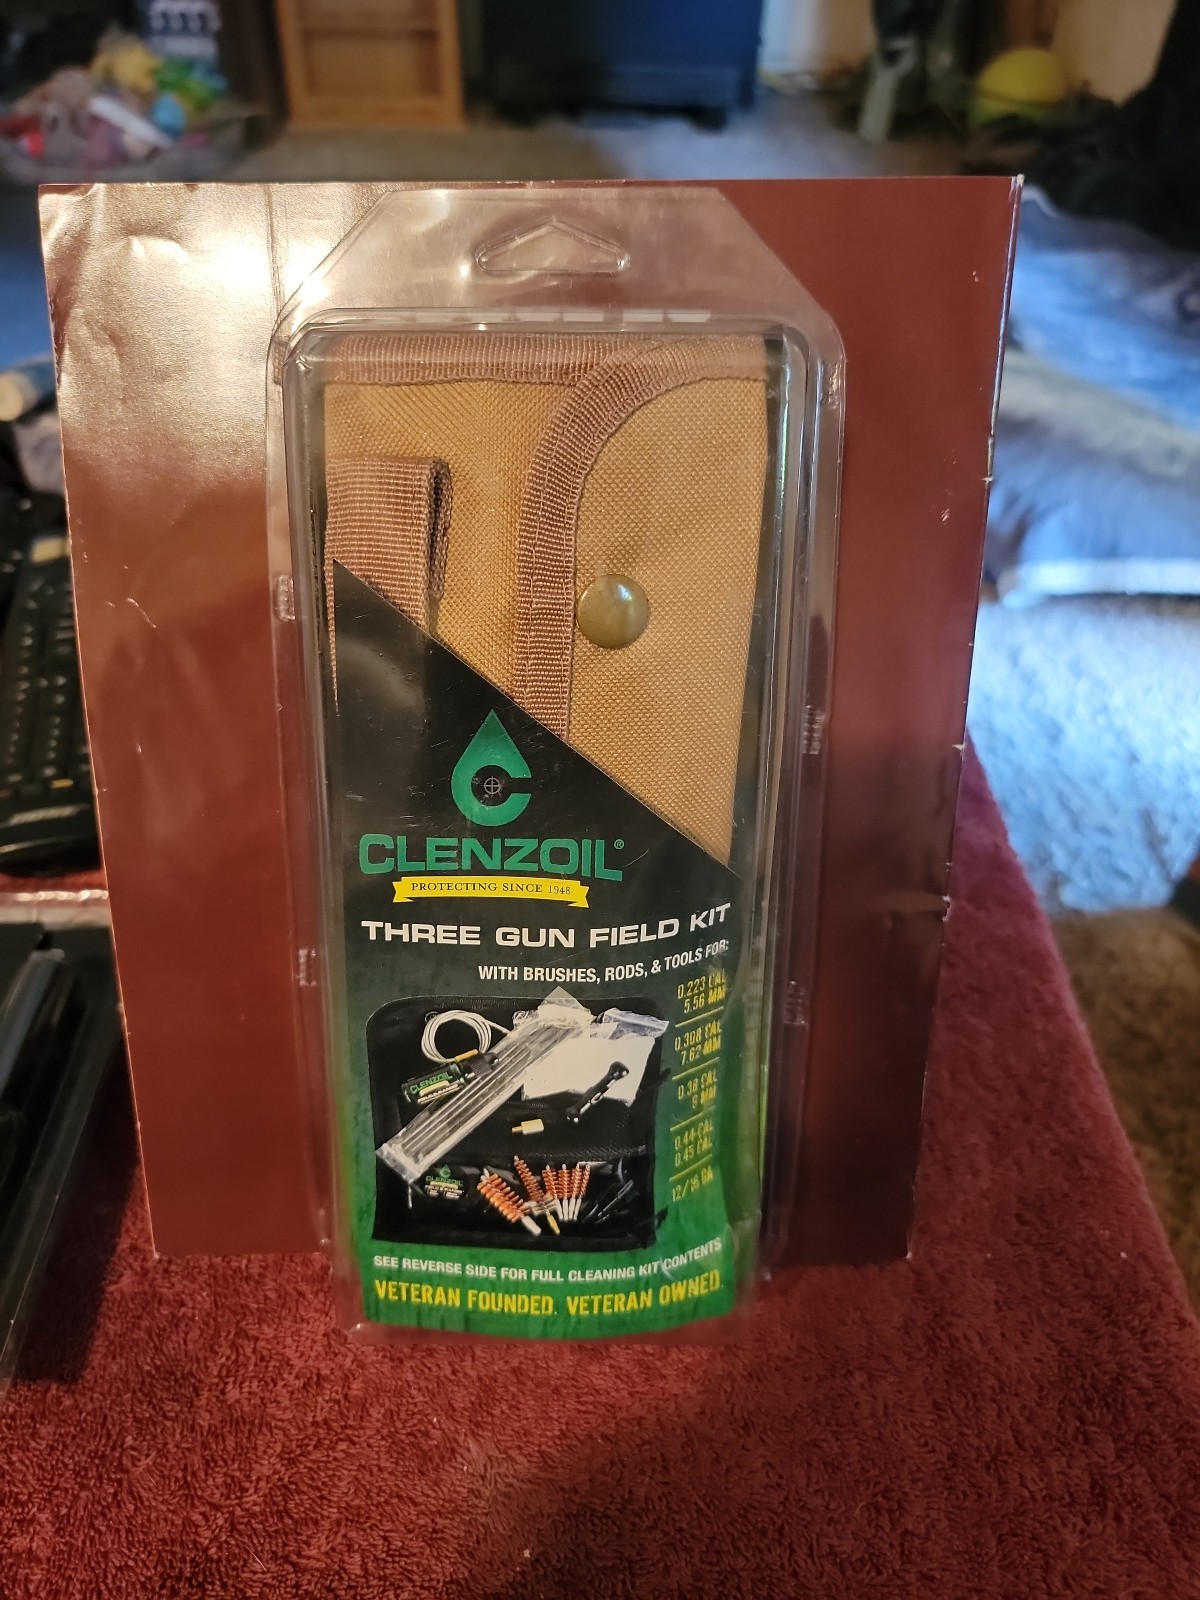 CLENZOIL®
PROTECTING SINCE 1948
THREE GUN FIELD KIT
WITH BRUSHES, RODS, & TOOLS FOR:
0.223 CAL
5.56 MM
0.308 CAL
7.62 MM
0.38 CAL
9 MM
0.44 CAL
0.45 CAL
12/16 GA
CLENZOIL
CLENZOIL
SEE REVERSE SIDE FOR FULL CLEANING KIT CONTENTS
VETERAN FOUNDED. VETERAN OWNED.